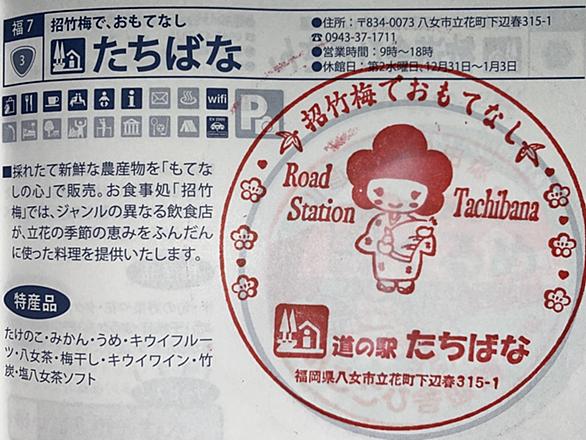 福7
招竹梅で、おもてなし
3
たちばな
●住所：〒834-0073 八女市立花町下辺春315-1
☎ 0943-37-1711
●営業時間：9時〜18時
●休館日：第2水曜日、12月31日〜1月3日
wifi
P
■採れたて新鮮な農産物を「もてな
しの心」で販売。お食事処「招竹
梅」では、ジャンルの異なる飲食店
が、立花の季節の恵みをふんだん
に使った料理を提供いたします。
特産品
たけのこ・みかん・うめ・キウイフルー
ツ・八女茶・梅干し・キウイワイン・竹
炭・塩八女茶ソフト
招竹梅でおもてなし
Road
Station
Tachibana
道の駅 たちばな
福岡県八女市立花町下辺春315-1